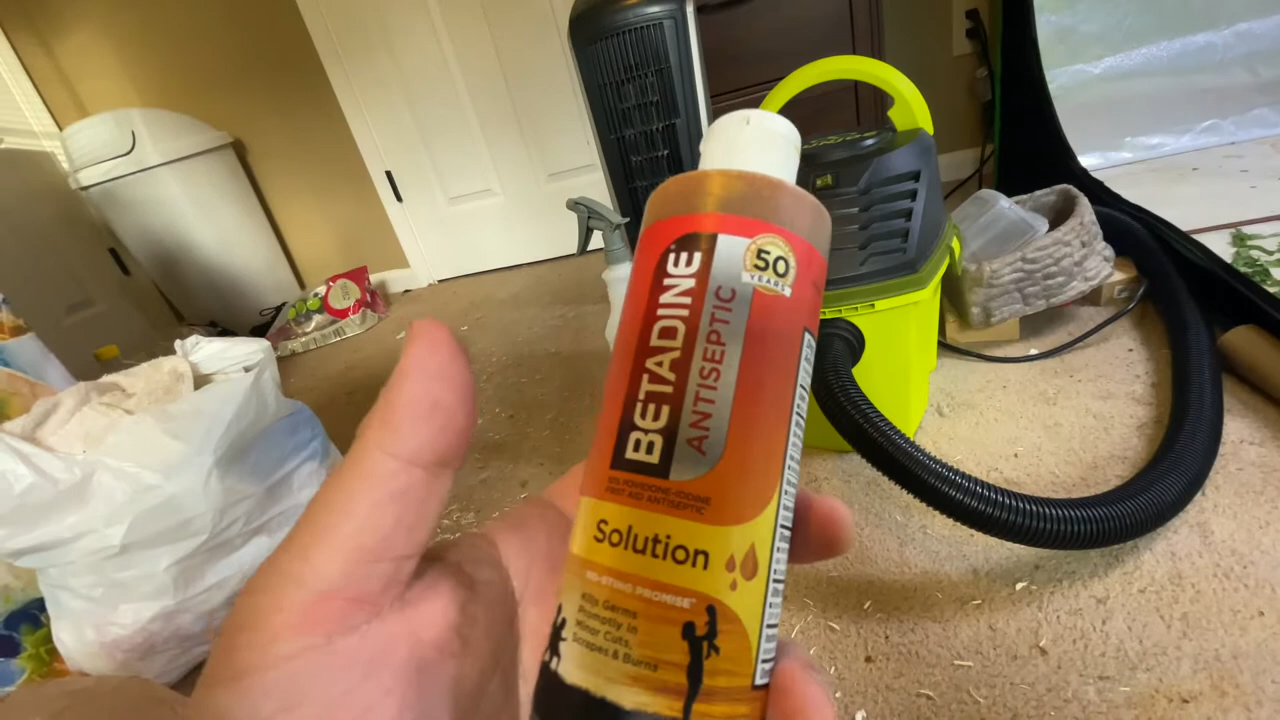 50
YEARS
BETADINE®
ANTISEPTIC
10% POVIDONE-IODINE
FIRST AID ANTISEPTIC
Solution
NO-STING PROMISE™
Kills Germs
Promptly In
Minor Cuts,
Scrapes & Burns